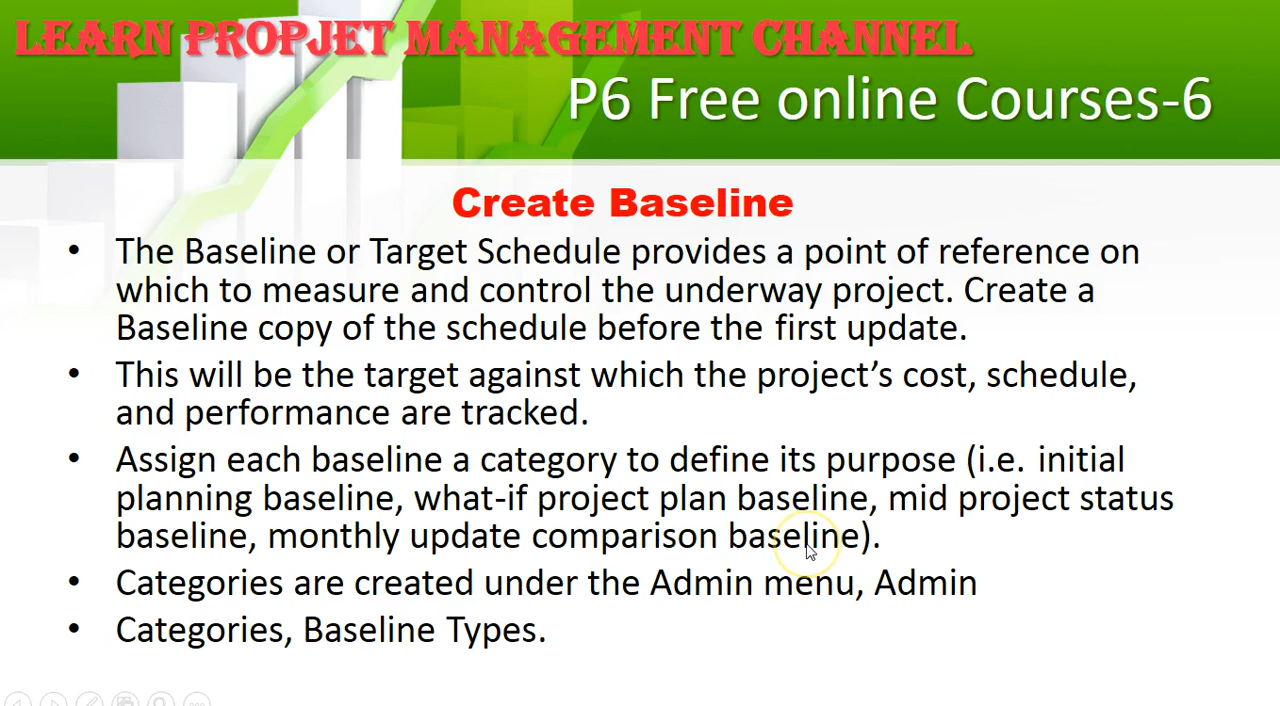 LEARN PROPJET MANAGEMENT CHANNEL
P6 Free online Courses-6
Create Baseline
• The Baseline or Target Schedule provides a point of reference on
which to measure and control the underway project. Create a
Baseline copy of the schedule before the first update.
• This will be the target against which the project’s cost, schedule,
and performance are tracked.
• Assign each baseline a category to define its purpose (i.e. initial
planning baseline, what-if project plan baseline, mid project status
baseline, monthly update comparison baseline).
• Categories are created under the Admin menu, Admin
• Categories, Baseline Types.